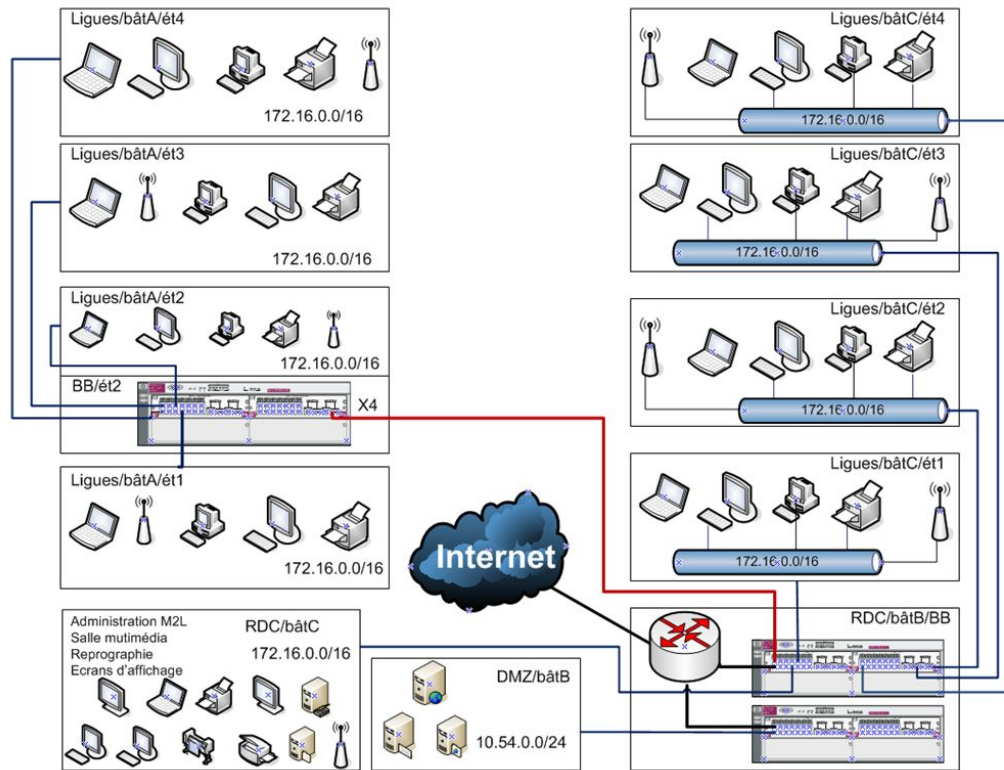 Ligues/bâtA/ét4
172.16.0.0/16
Ligues/bâtA/ét3
172.16.0.0/16
Ligues/bâtA/ét2
172.16.0.0/16
BB/ét2
X4
Ligues/bâtA/ét1
172.16.0.0/16
Administration M2L
Salle mutimédia
Reprographie
Ecrans d'affichage
RDC/bâtC
172.16.0.0/16
Internet
DMZ/bâtB
10.54.0.0/24
Ligues/bâtC/ét4
172.16.0.0/16
Ligues/bâtC/ét3
172.16.0.0/16
Ligues/bâtC/ét2
172.16.0.0/16
Ligues/bâtC/ét1
172.16.0.0/16
RDC/bâtB/BB